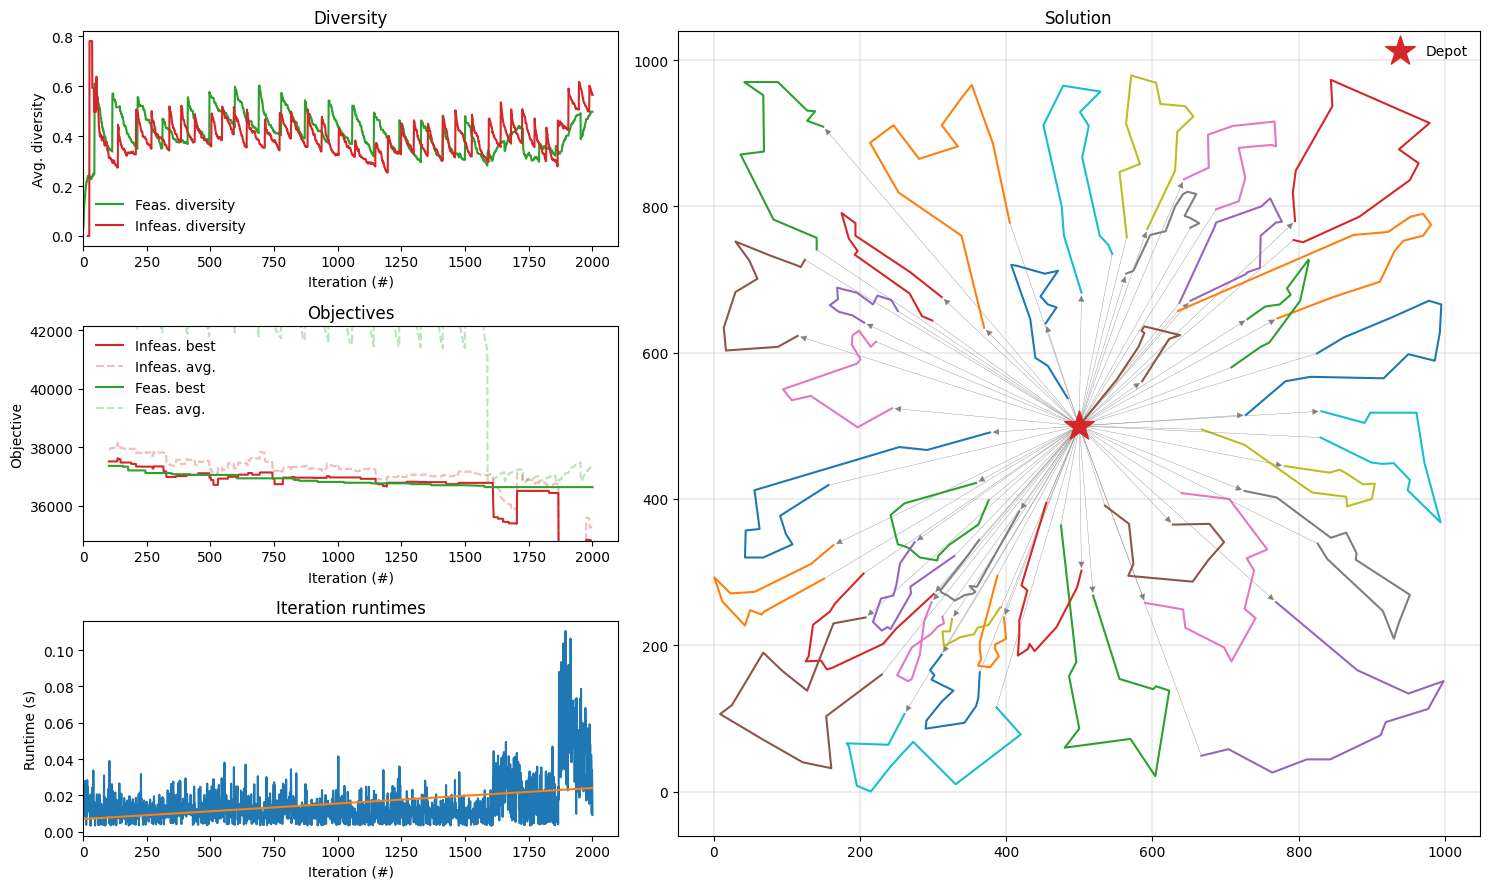 Diversity
Avg. diversity
0.8
0.6
0.4
0.2
0.0
Feas. diversity
Infeas. diversity
0 250 500 750 1000 1250 1500 1750 2000
Iteration (#)
Objectives
Objective
42000
40000
38000
36000
Infeas. best
Infeas. avg.
Feas. best
Feas. avg.
0 250 500 750 1000 1250 1500 1750 2000
Iteration (#)
Iteration runtimes
Runtime (s)
0.10
0.08
0.06
0.04
0.02
0.00
0 250 500 750 1000 1250 1500 1750 2000
Iteration (#)
Solution
Depot
1000
800
600
400
200
0
0 200 400 600 800 1000